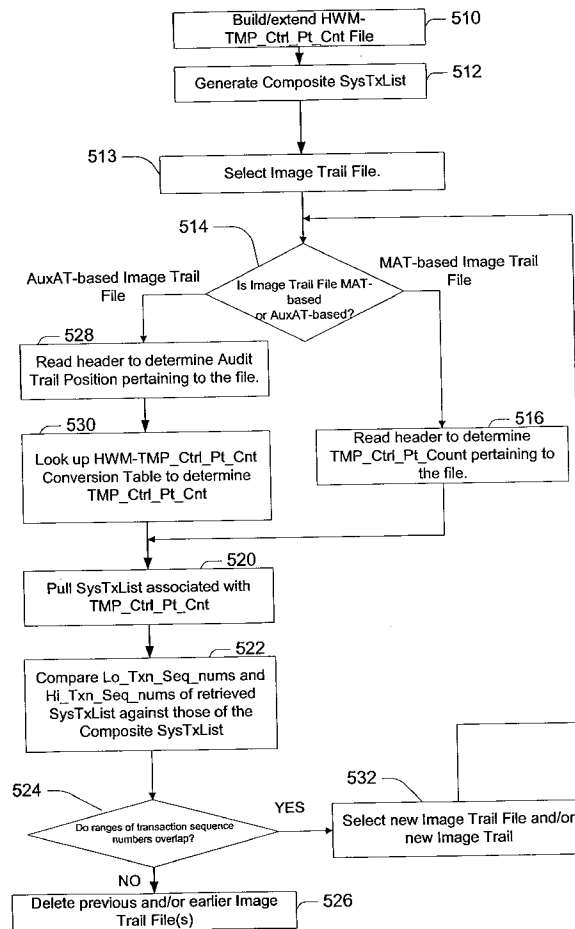 Build/extend HWM-
TMP_Ctrl_Pt_Cnt File
510
Generate Composite SysTxList
512
513
Select Image Trail File.
514
AuxAT-based Image Trail
File
Is Image Trail File MAT-
based
or AuxAT-based?
MAT-based Image Trail
File
528
Read header to determine Audit
Trail Position pertaining to the file.
530
Look up HWM-TMP_Ctrl_Pt_Cnt
Conversion Table to determine
TMP_Ctrl_Pt_Cnt
516
Read header to determine
TMP_Ctrl_Pt_Count pertaining to
the file.
520
Pull SysTxList associated with
TMP_Ctrl_Pt_Cnt
522
Compare Lo_Txn_Seq_nums and
Hi_Txn_Seq_nums of retrieved
SysTxList against those of the
Composite SysTxList
524
Do ranges of transaction sequence
numbers overlap?
YES
532
Select new Image Trail File and/or
new Image Trail
NO
Delete previous and/or earlier Image
Trail File(s)
526